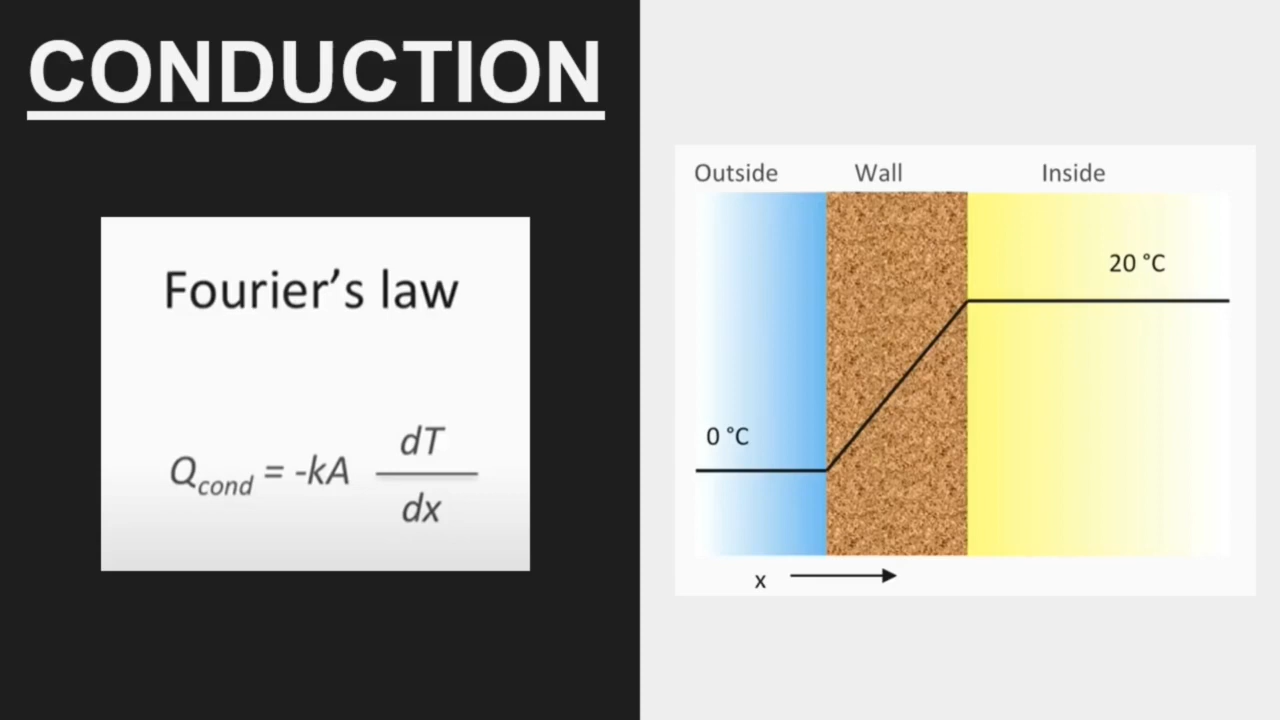 CONDUCTION
Fourier’s law
Q_cond = -kA dT
dx
Outside Wall Inside
20 °C
0 °C
x